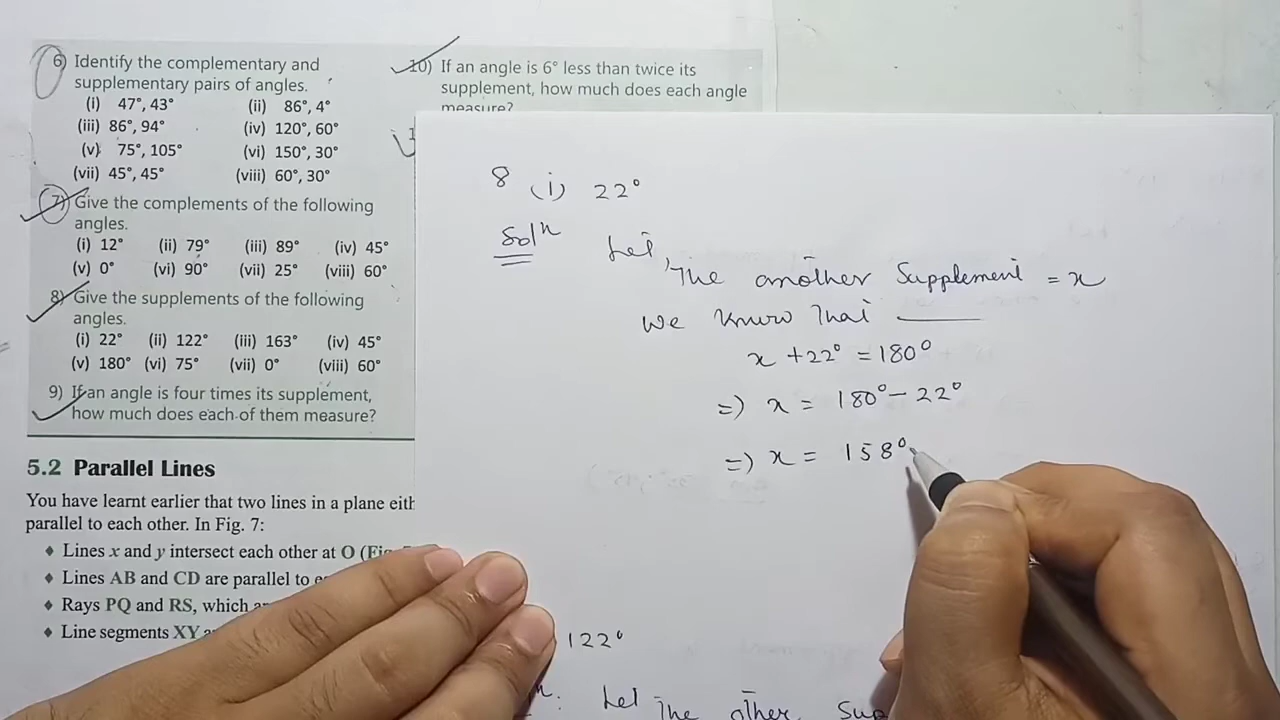 6) Identify the complementary and
supplementary pairs of angles.
(i) 47°, 43° (ii) 86°, 4°
(iii) 86°, 94° (iv) 120°, 60°
(v) 75°, 105° (vi) 150°, 30°
(vii) 45°, 45° (viii) 60°, 30°
7) Give the complements of the following
angles.
(i) 12° (ii) 79° (iii) 89° (iv) 45°
(v) 0° (vi) 90° (vii) 25° (viii) 60°
8) Give the supplements of the following
angles.
(i) 22° (ii) 122° (iii) 163° (iv) 45°
(v) 180° (vi) 75° (vii) 0° (viii) 60°
9) If an angle is four times its supplement,
how much does each of them measure?
5.2 Parallel Lines
You have learnt earlier that two lines in a plane eith
parallel to each other. In Fig. 7:
♦ Lines x and y intersect each other at O (Fig.
♦ Lines AB and CD are parallel to
♦ Rays PQ and RS, which
♦ Line segments XY
10) If an angle is 6° less than twice its
supplement, how much does each angle
measure?
8 (i) 22°
Solⁿ Let,
The another Supplement = x
We know that
x + 22° = 180°
=) x = 180° - 22°
=) x = 158°
122°
Let The other Sup